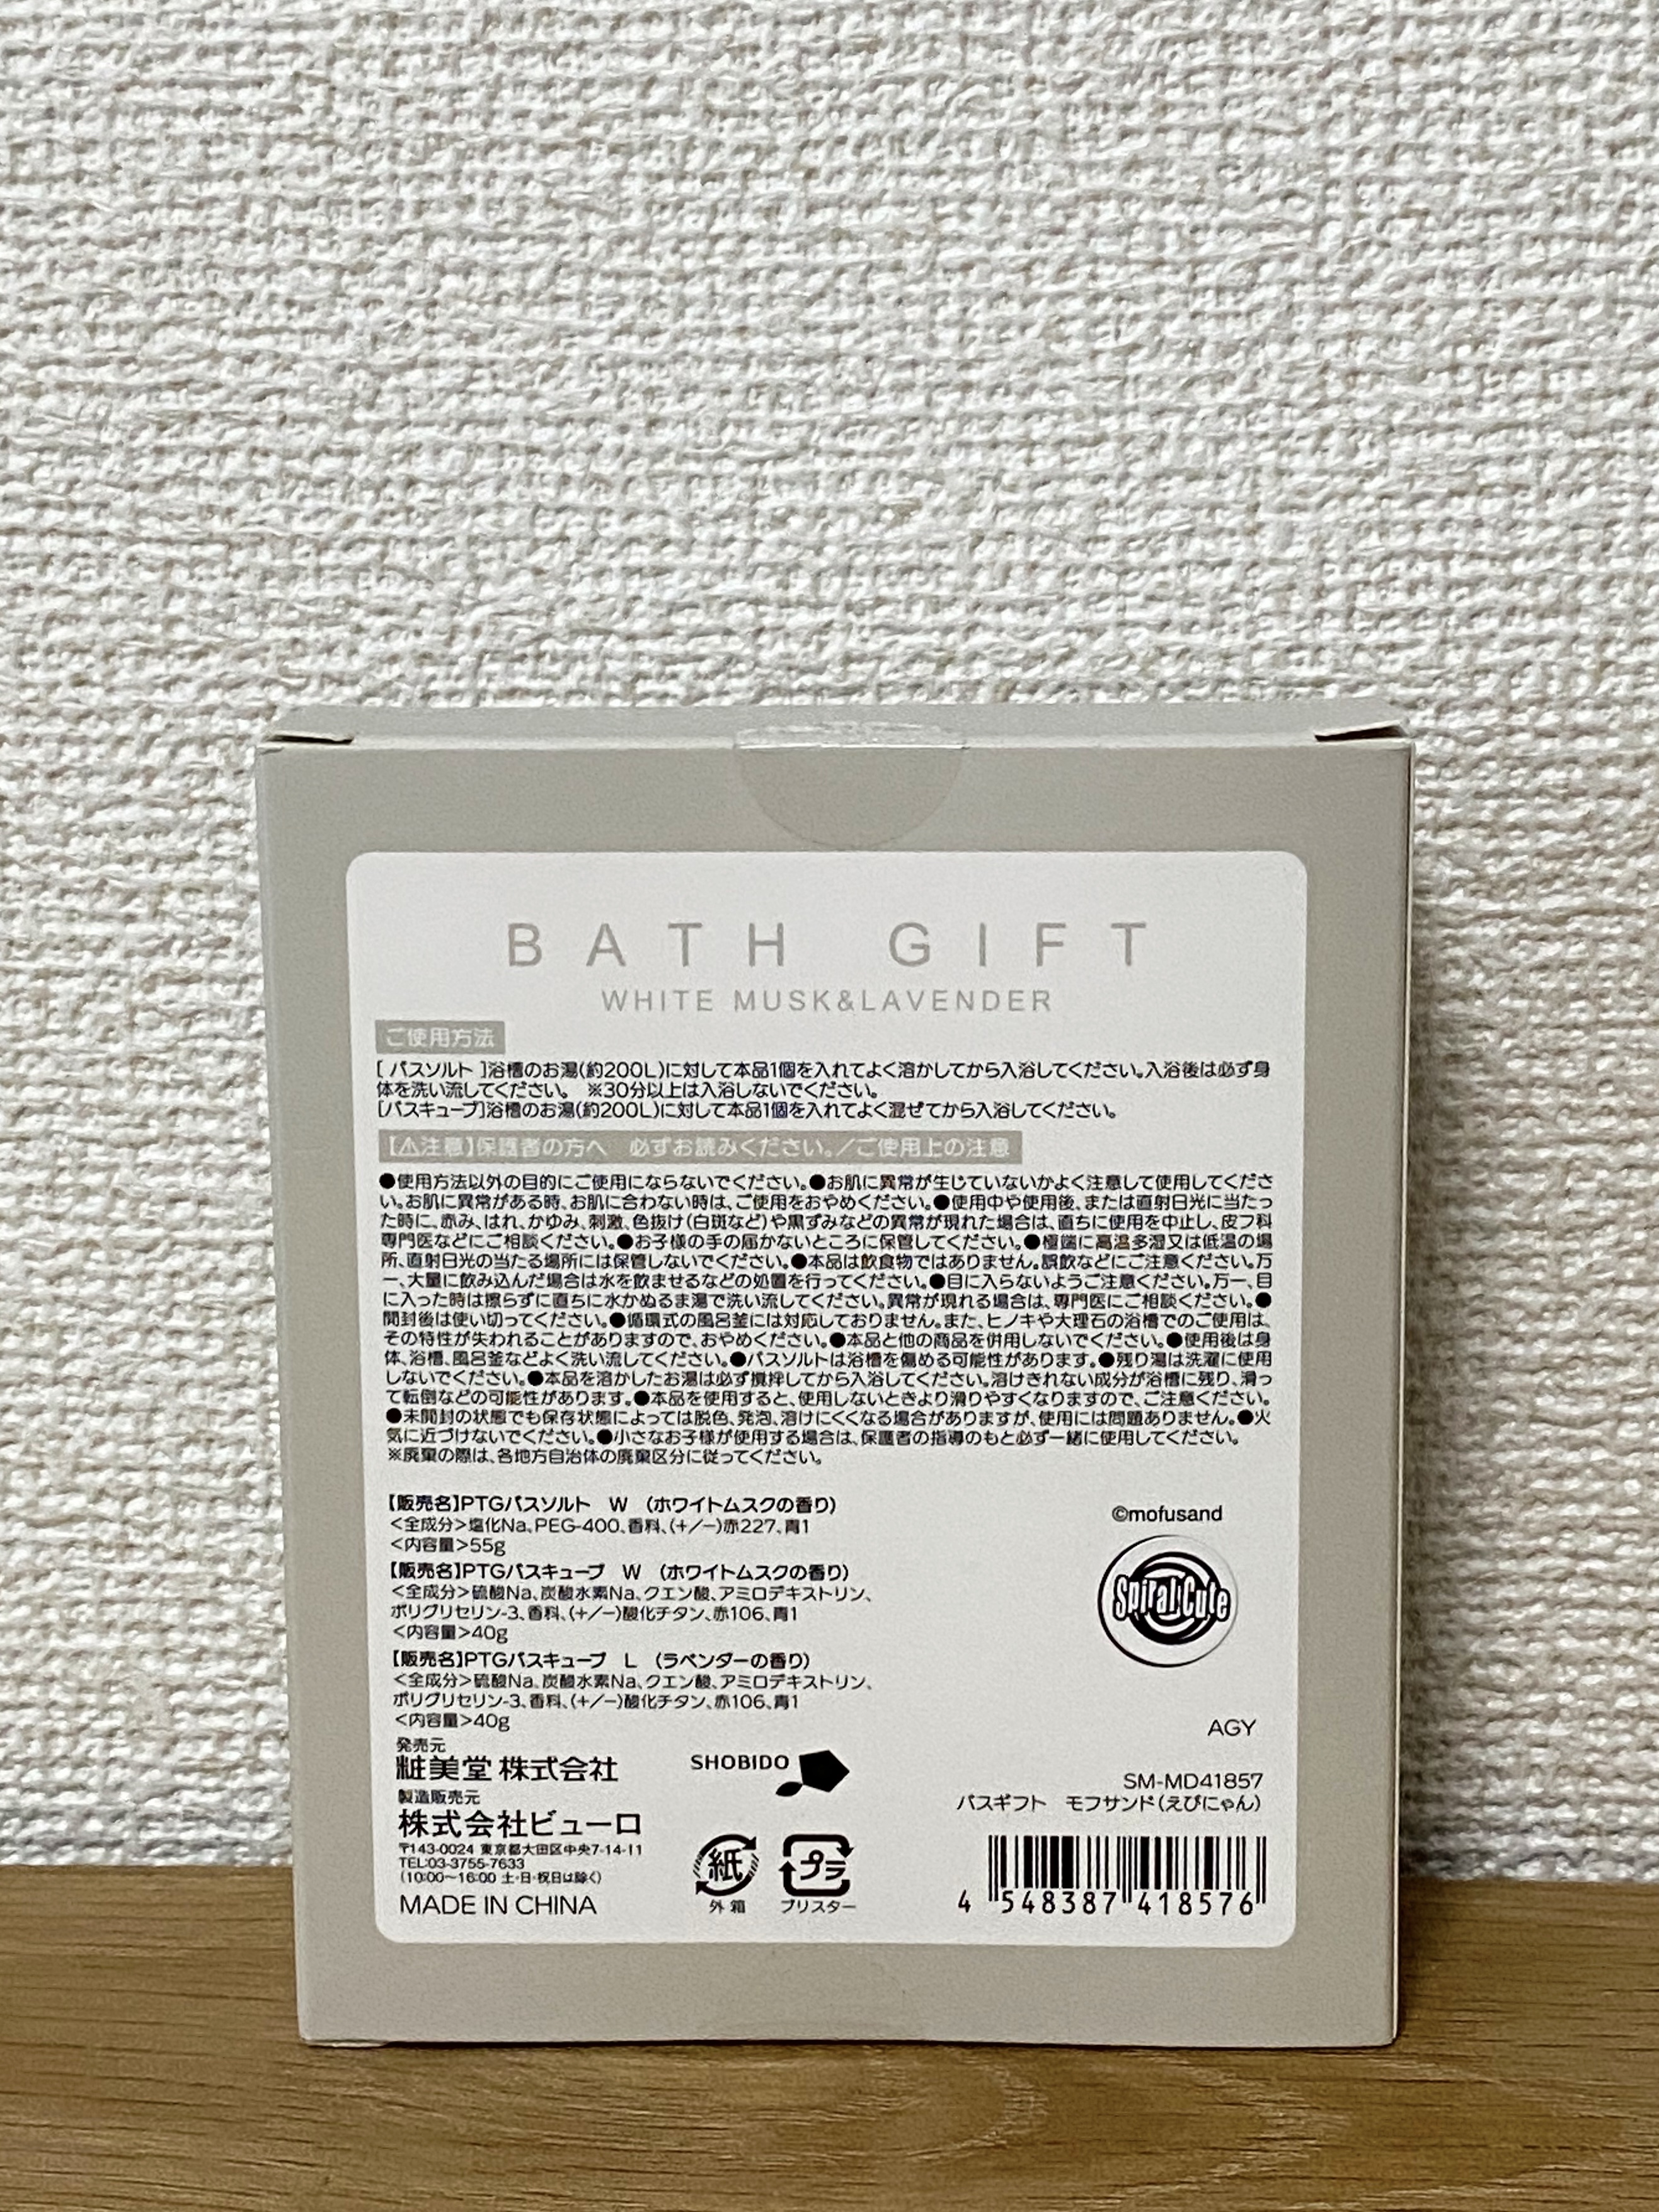 BATH GIFT
WHITE MUSK&LAVENDER
ご使用方法
[ バスソルト ]浴槽のお湯(約200L)に対して本品1個を入れてよく溶かしてから入浴してください。入浴後は必ず身
体を洗い流してください。 ※30分以上は入浴しないでください。
[バスキューブ]浴槽のお湯(約200L)に対して本品1個を入れてよく混ぜてから入浴してください。
【⚠注意】保護者の方へ 必ずお読みください。／ご使用上の注意
●使用方法以外の目的にご使用にならないでください。●お肌に異常が生じていないかよく注意して使用してくださ
い。お肌に異常がある時、お肌に合わない時は、ご使用をおやめください。●使用中や使用後、または直射日光に当たっ
た時に、赤み、はれ、かゆみ、刺激、色抜け(白斑など)や黒ずみなどの異常が現れた場合は、直ちに使用を中止し、皮フ科
専門医などにご相談ください。●お子様の手の届かないところに保管してください。●極端に高温多湿又は低温の場
所、直射日光の当たる場所には保管しないでください。●本品は飲食物ではありません。誤飲などにご注意ください。万
一、大量に飲み込んだ場合は水を飲ませるなどの処置を行ってください。●目に入らないようご注意ください。万一、目
に入った時は擦らずに直ちに水かぬるま湯で洗い流してください。異常が現れる場合は、専門医にご相談ください。●
開封後は使い切ってください。●循環式の風呂釜には対応しておりません。また、ヒノキや大理石の浴槽でのご使用は、
その特性が失われることがありますので、おやめください。●本品と他の商品を併用しないでください。●使用後は身
体、浴槽、風呂釜などよく洗い流してください。●バスソルトは浴槽を傷める可能性があります。●残り湯は洗濯に使用
しないでください。●本品を溶かしたお湯は必ず攪拌してから入浴してください。溶けきれない成分が浴槽に残り、滑っ
て転倒などの可能性があります。●本品を使用すると、使用しないときより滑りやすくなりますので、ご注意ください。
●未開封の状態でも保存状態によっては脱色、発泡、溶けにくくなる場合がありますが、使用には問題ありません。●火
気に近づけないでください。●小さなお子様が使用する場合は、保護者の指導のもと必ず一緒に使用してください。
※廃棄の際は、各地方自治体の廃棄区分に従ってください。
【販売名】PTGバスソルト W （ホワイトムスクの香り）
<全成分>塩化Na、PEG-400、香料、(+/−)赤227、青1
<内容量>55g
【販売名】PTGバスキューブ W （ホワイトムスクの香り）
<全成分>硫酸Na、炭酸水素Na、クエン酸、アミロデキストリン、
ポリグリセリン-3、香料、(+/−)酸化チタン、赤106、青1
<内容量>40g
【販売名】PTGバスキューブ L （ラベンダーの香り）
<全成分>硫酸Na、炭酸水素Na、クエン酸、アミロデキストリン、
ポリグリセリン-3、香料、(+/−)酸化チタン、赤106、青1
<内容量>40g
発売元
粧美堂 株式会社
製造販売元
株式会社ビューロ
〒143-0024 東京都大田区中央7-14-11
TEL:03-3755-7633
(10:00〜16:00 土・日・祝日は除く)
MADE IN CHINA
SHOBIDO
紙
外箱
プラ
ブリスター
©mofusand
Spiral Cute
AGY
SM-MD41857
バスギフト モフサンド(えびにゃん)
4 548387 418576